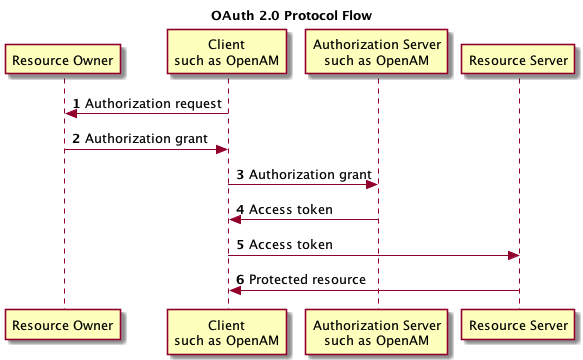 OAuth 2.0 Protocol Flow
Resource Owner
Client
such as OpenAM
Authorization Server
such as OpenAM
Resource Server
1 Authorization request
2 Authorization grant
3 Authorization grant
4 Access token
5 Access token
6 Protected resource
Resource Owner
Client
such as OpenAM
Authorization Server
such as OpenAM
Resource Server